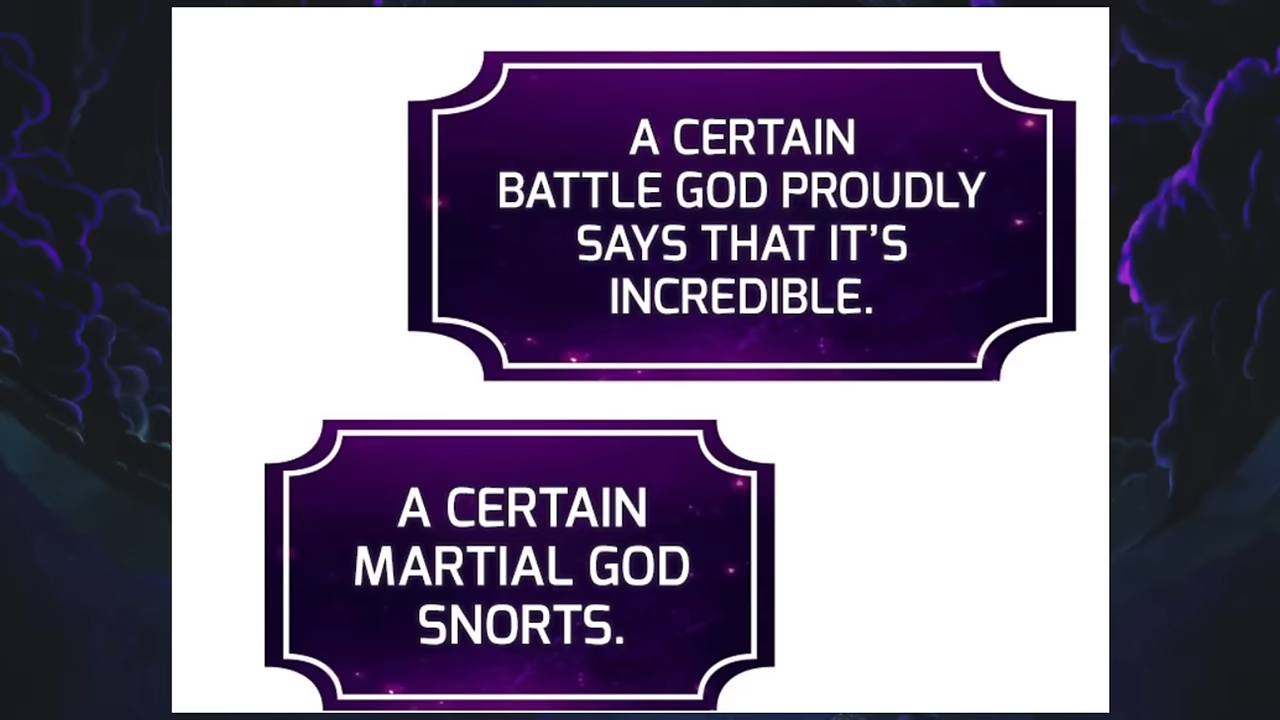 A CERTAIN
BATTLE GOD PROUDLY
SAYS THAT IT’S
INCREDIBLE.
A CERTAIN
MARTIAL GOD
SNORTS.